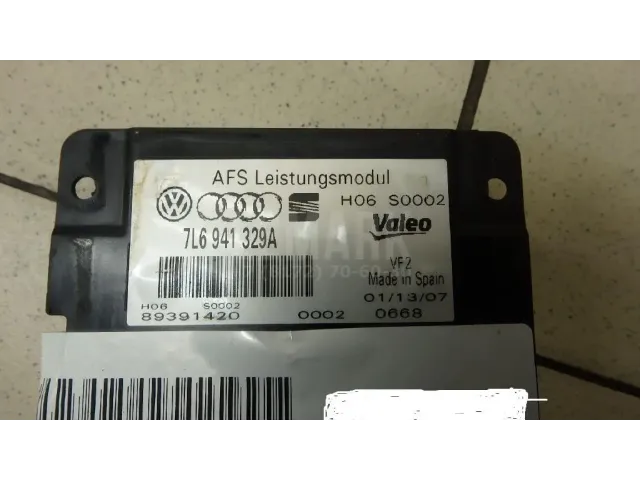 AFS Leistungsmodul
H06 S0002
7L6 941 329A
Valeo
VF2
Made in Spain
01/13/07
H06 S0002
89391420 0002 0668